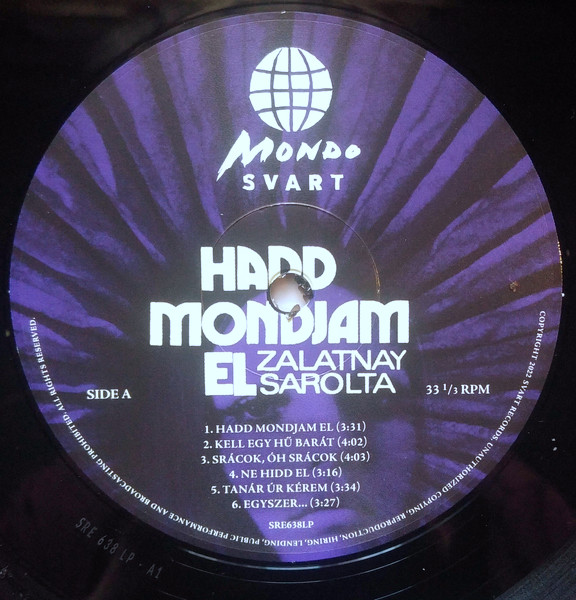 MONDO
SVART
HADD
MONDJAM
EL ZALATNAY
SAROLTA
SIDE A
33 1/3 RPM
1. HADD MONDJAM EL (3:31)
2. KELL EGY HŰ BARÁT (4:02)
3. SRÁCOK, ÓH SRÁCOK (4:03)
4. NE HIDD EL (3:16)
5. TANÁR ÚR KÉREM (3:34)
6. EGYSZER... (3:27)
SRE638LP
COPYRIGHT 2022 SVART RECORDS. UNAUTHORIZED COPYING, REPRODUCTION, HIRING, LENDING, PUBLIC PERFORMANCE AND BROADCASTING PROHIBITED. ALL RIGHTS RESERVED.
SRE 638 LP - A1